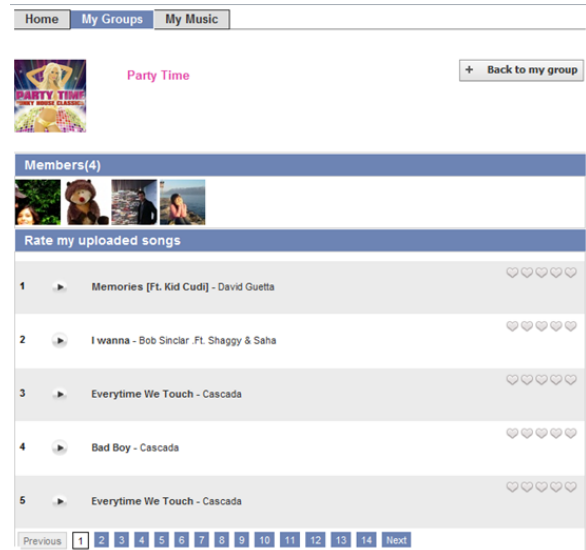 Home My Groups My Music
PARTY TIME
FUNKY HOUSE CLASSICS
Party Time
+ Back to my group
Members(4)
Rate my uploaded songs
1 Memories [Ft. Kid Cudi] - David Guetta
2 I wanna - Bob Sinclar .Ft. Shaggy & Saha
3 Everytime We Touch - Cascada
4 Bad Boy - Cascada
5 Everytime We Touch - Cascada
Previous 1 2 3 4 5 6 7 8 9 10 11 12 13 14 Next